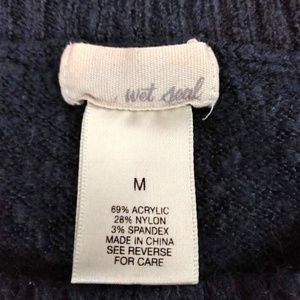 wet seal
M
69% ACRYLIC
28% NYLON
3% SPANDEX
MADE IN CHINA
SEE REVERSE
FOR CARE